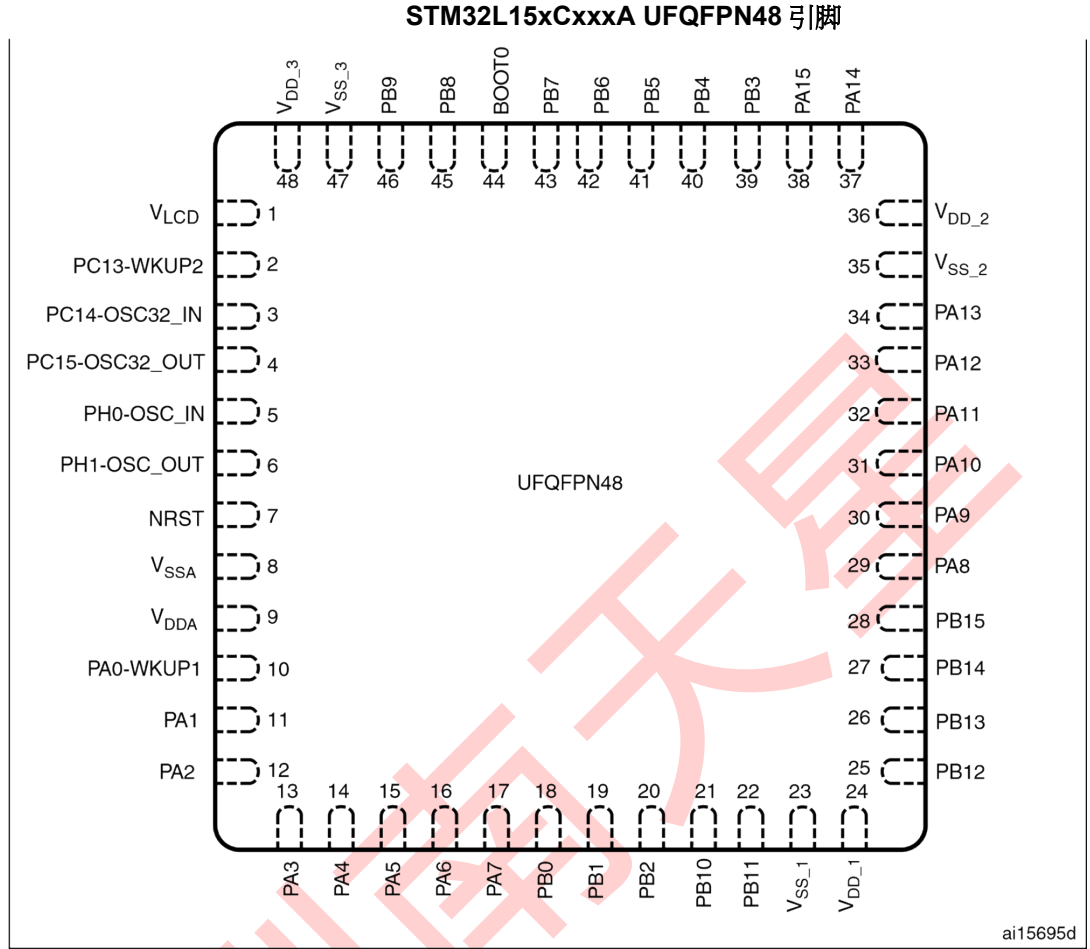 STM32L15xCxxxA UFQFPN48 引脚
VDD_3
VSS_3
PB9
PB8
BOOT0
PB7
PB6
PB5
PB4
PB3
PA15
PA14
48 47 46 45 44 43 42 41 40 39 38 37
VLCD 1
PC13-WKUP2 2
PC14-OSC32_IN 3
PC15-OSC32_OUT 4
PH0-OSC_IN 5
PH1-OSC_OUT 6
NRST 7
VSSA 8
VDDA 9
PA0-WKUP1 10
PA1 11
PA2 12
UFQFPN48
36 VDD_2
35 VSS_2
34 PA13
33 PA12
32 PA11
31 PA10
30 PA9
29 PA8
28 PB15
27 PB14
26 PB13
25 PB12
13 14 15 16 17 18 19 20 21 22 23 24
PA3
PA4
PA5
PA6
PA7
PB0
PB1
PB2
PB10
PB11
VSS_1
VDD_1
ai15695d
南天星